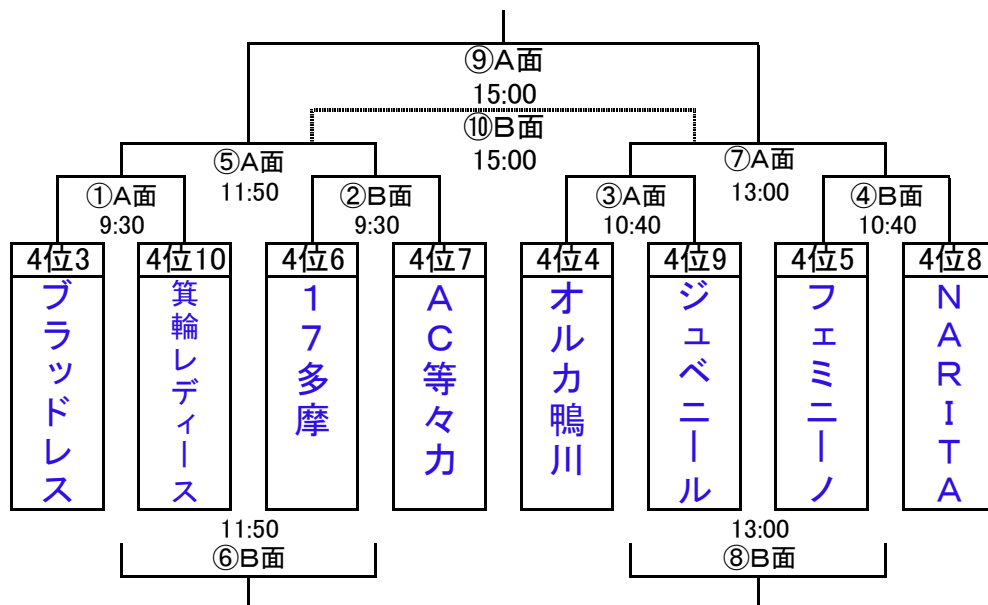 ⑨A面
15:00
⑩B面
15:00
⑤A面
11:50
⑦A面
13:00
①A面
9:30
②B面
9:30
③A面
10:40
④B面
10:40
4位3
4位10
4位6
4位7
4位4
4位9
4位5
4位8
ブラッドレス
箕輪レディース
17多摩
AC等々力
オルカ鴨川
ジュベニール
フェミニーノ
NARITA
11:50
⑥B面
13:00
⑧B面